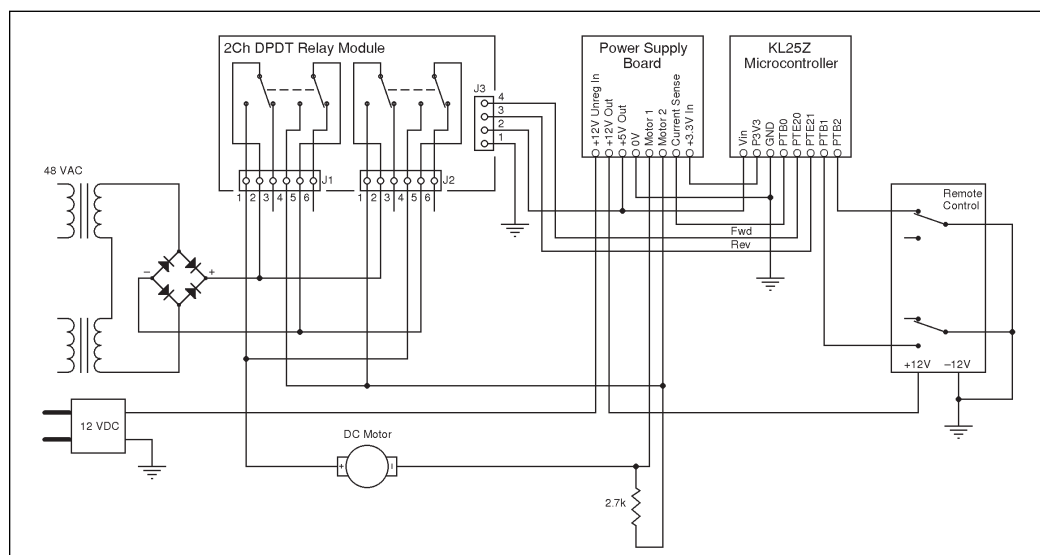 2Ch DPDT Relay Module
J3
4
3
2
1
J1
1 2 3 4 5 6
J2
1 2 3 4 5 6
Power Supply
Board
+12V Unreg In
+12V Out
+5V Out
0V
Motor 1
Motor 2
Current Sense
+3.3V In
KL25Z
Microcontroller
Vin
P3V3
GND
PTB0
PTE20
PTE21
PTB1
PTB2
48 VAC
– +
Fwd
Rev
Remote
Control
+12V –12V
12 VDC
DC Motor
+ –
2.7k